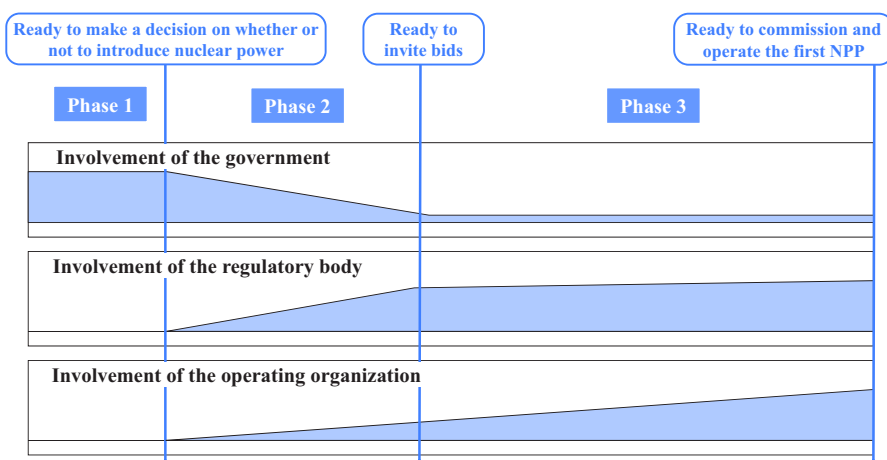 Ready to make a decision on whether or
not to introduce nuclear power
Ready to
invite bids
Ready to commission and
operate the first NPP
Phase 1
Phase 2
Phase 3
Involvement of the government
Involvement of the regulatory body
Involvement of the operating organization